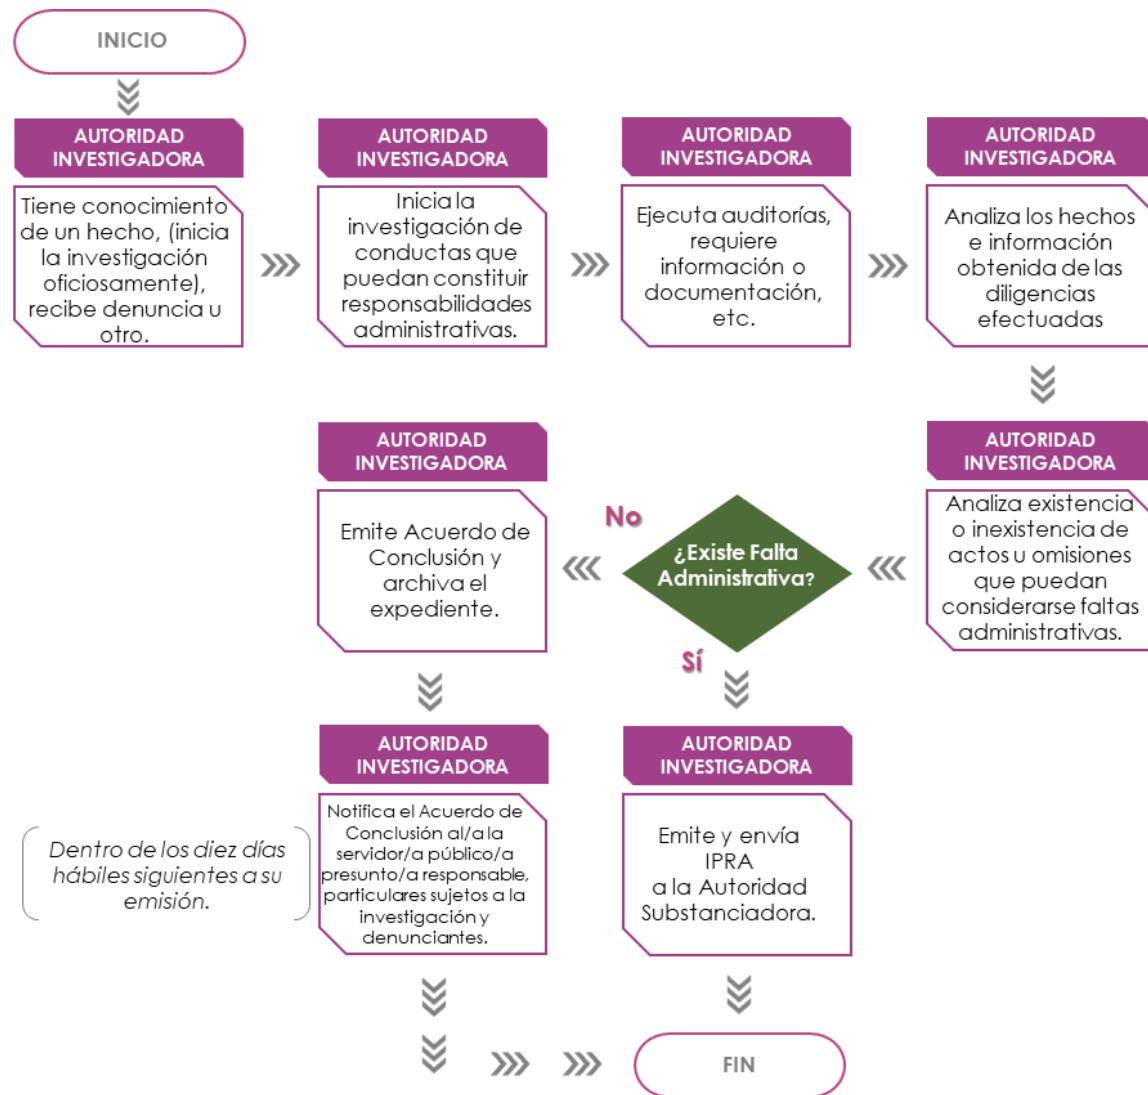 INICIO
AUTORIDAD
INVESTIGADORA
Tiene conocimiento
de un hecho, (inicia
la investigación
oficiosamente),
recibe denuncia u
otro.
AUTORIDAD
INVESTIGADORA
Inicia la
investigación de
conductas que
puedan constituir
responsabilidades
administrativas.
AUTORIDAD
INVESTIGADORA
Ejecuta auditorías,
requiere
información o
documentación,
etc.
AUTORIDAD
INVESTIGADORA
Analiza los hechos
e información
obtenida de las
diligencias
efectuadas
AUTORIDAD
INVESTIGADORA
Analiza existencia
o inexistencia de
actos u omisiones
que puedan
considerarse faltas
administrativas.
¿Existe Falta
Administrativa?
No
Sí
AUTORIDAD
INVESTIGADORA
Emite Acuerdo de
Conclusión y
archiva el
expediente.
AUTORIDAD
INVESTIGADORA
Notifica el Acuerdo de
Conclusión al/a la
servidor/a público/a
presunto/a responsable,
particulares sujetos a la
investigación y
denunciantes.
Dentro de los diez días
hábiles siguientes a su
emisión.
AUTORIDAD
INVESTIGADORA
Emite y envía
IPRA
a la Autoridad
Substanciadora.
FIN